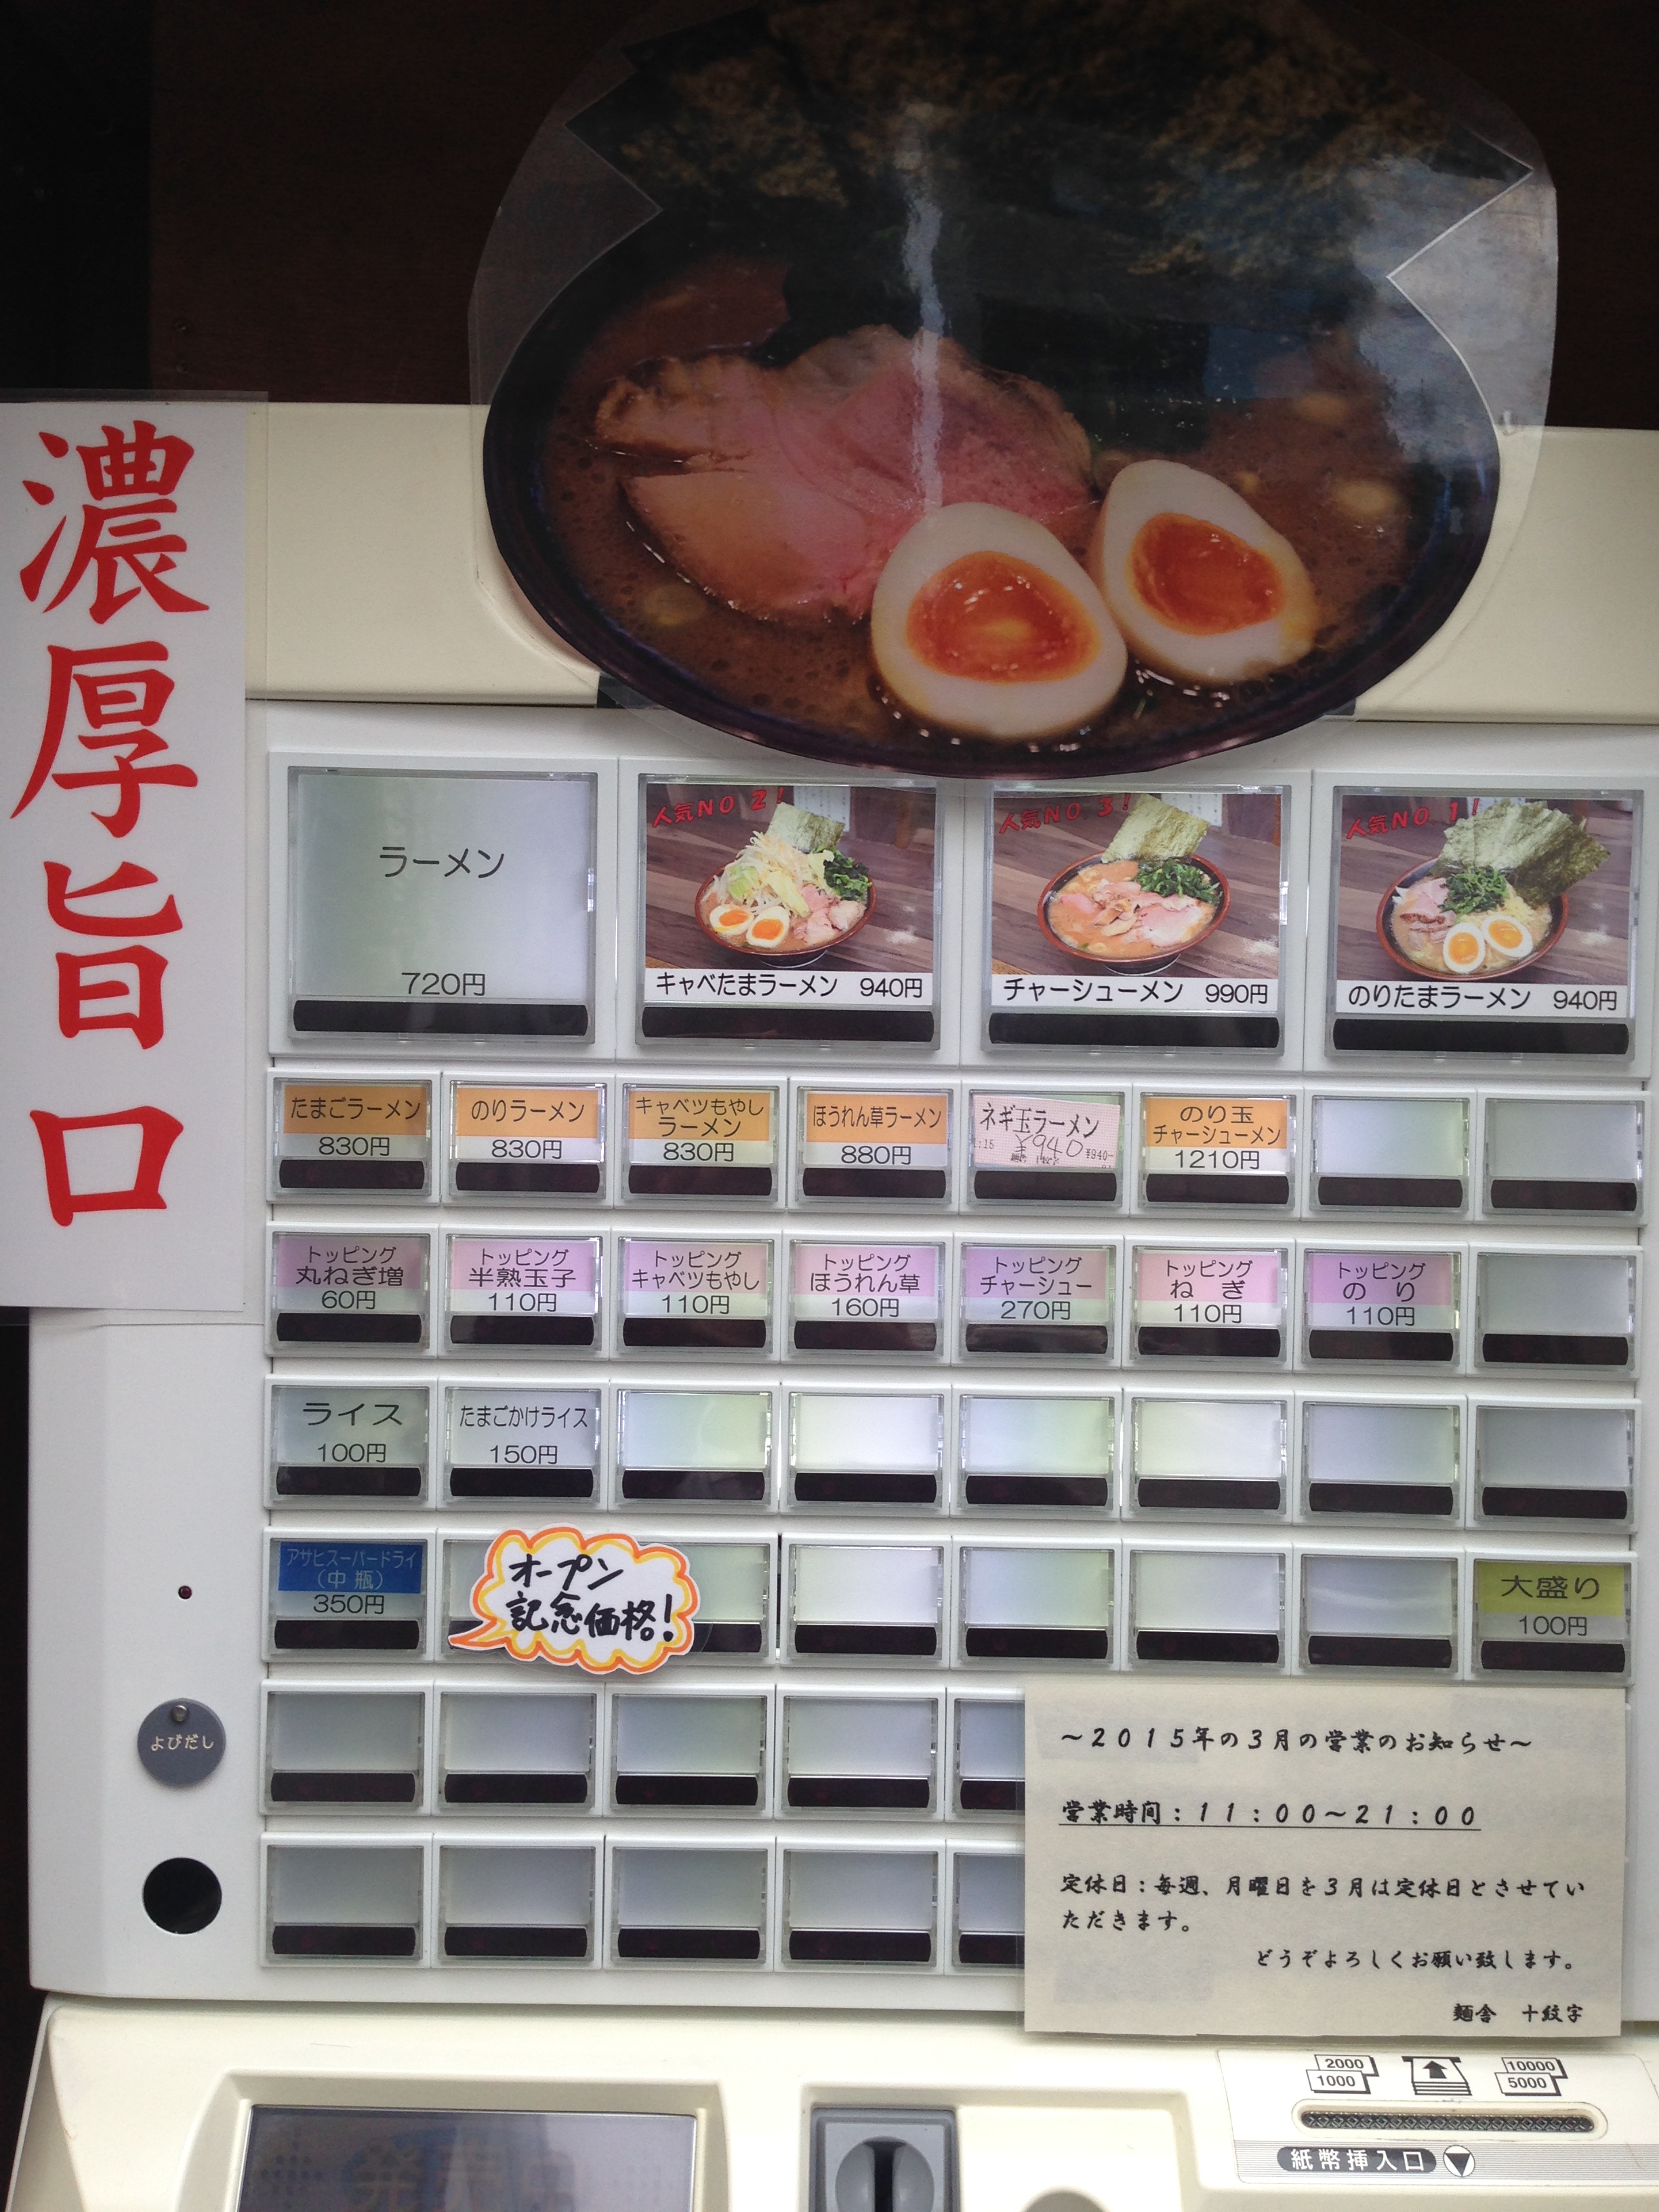 濃厚旨口
ラーメン
720円
人気NO 2!
キャベたまラーメン 940円
人気NO 3!
チャーシューメン 990円
人気NO 1!
のりたまラーメン 940円
たまごラーメン
830円
のりラーメン
830円
キャベツもやし
ラーメン
830円
ほうれん草ラーメン
880円
ネギ玉ラーメン
¥940
¥940-
のり玉
チャーシューメン
1210円
トッピング
丸ねぎ増
60円
トッピング
半熟玉子
110円
トッピング
キャベツもやし
110円
トッピング
ほうれん草
160円
トッピング
チャーシュー
270円
トッピング
ねぎ
110円
トッピング
のり
110円
ライス
100円
たまごかけライス
150円
アサヒスーパードライ
(中瓶)
350円
オープン
記念価格!
大盛り
100円
よびだし
～2015年の3月の営業のお知らせ～
営業時間：11：00～21：00
定休日：毎週、月曜日を3月は定休日とさせてい
ただきます。
どうぞよろしくお願い致します。
麺舎 十紋字
2000
1000
10000
5000
紙幣挿入口
発売中